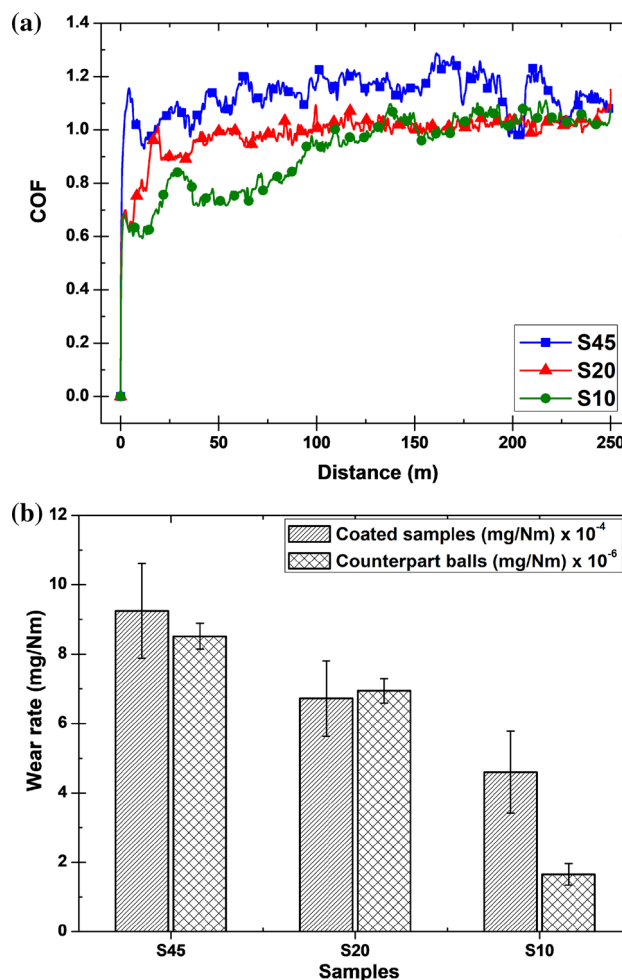 (a)
1.4
1.2
1.0
0.8
0.6
0.4
0.2
0.0
COF
S45
S20
S10
0 50 100 150 200 250
Distance (m)
(b)
12
10
8
6
4
2
0
Wear rate (mg/Nm)
Coated samples (mg/Nm) x 10⁻⁴
Counterpart balls (mg/Nm) x 10⁻⁶
S45 S20 S10
Samples